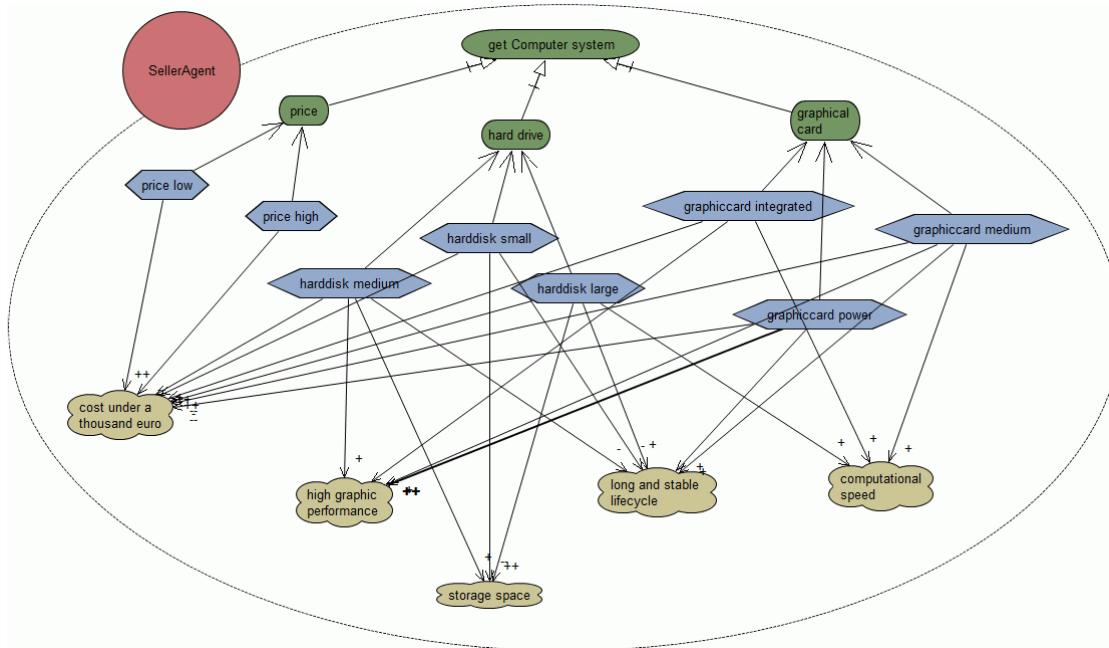 get Computer system
SellerAgent
price
graphical
card
hard drive
price low
price high
graphiccard integrated
harddisk small
graphiccard medium
harddisk medium
harddisk large
graphiccard power
++
--
cost under a
thousand euro
+
-
- +
+
+
+
high graphic
performance
long and stable
lifecycle
computational
speed
+
++
storage space